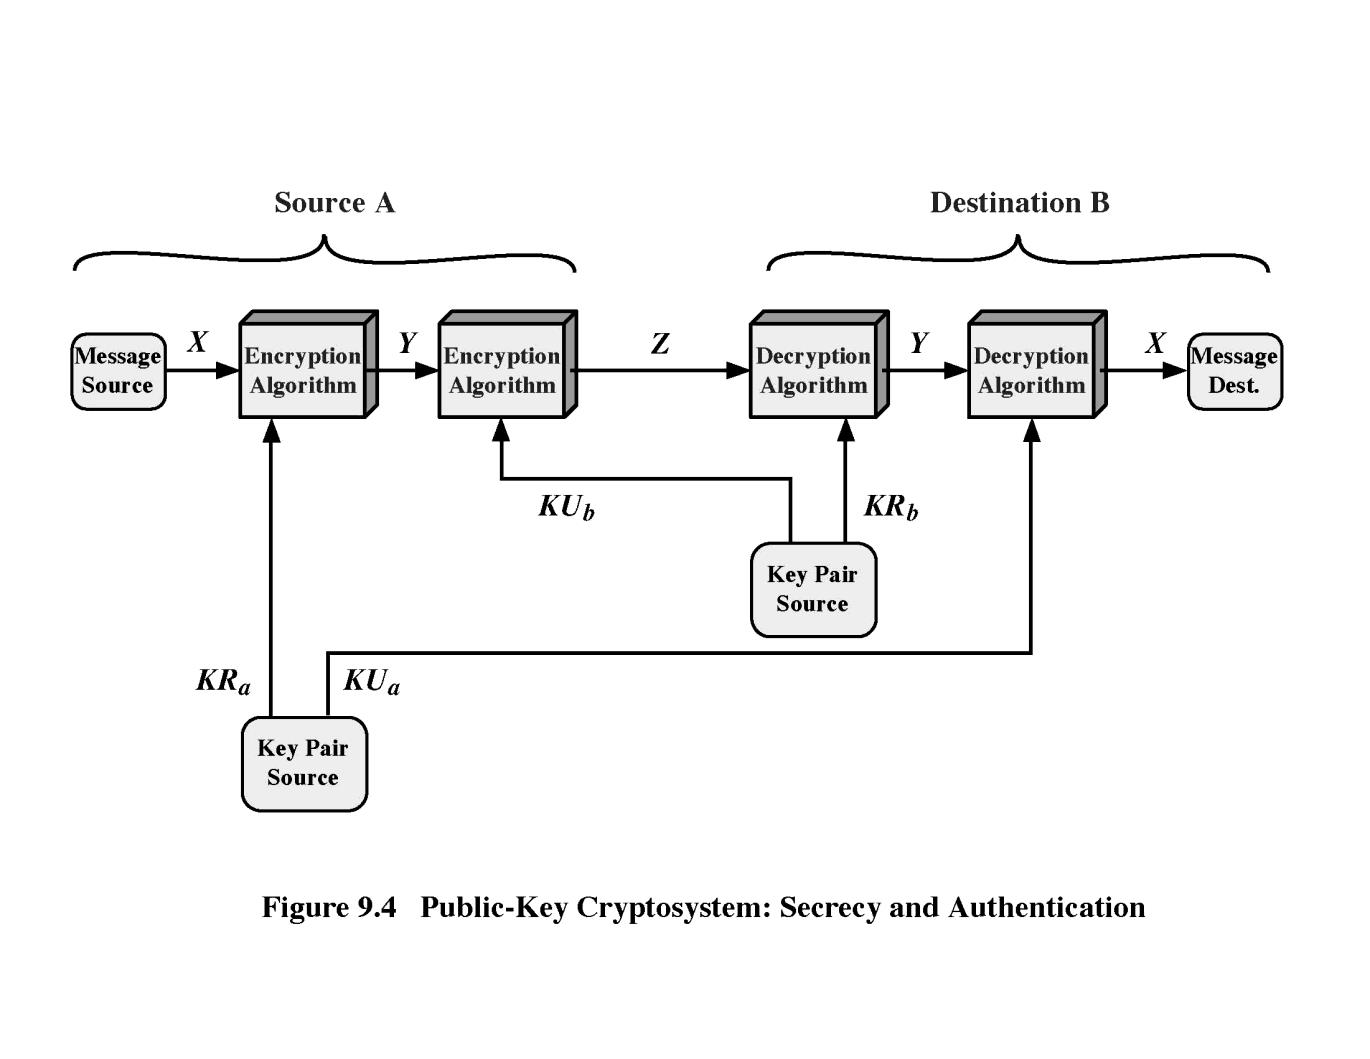 Source A
Destination B
Message
Source
X
Encryption
Algorithm
Y
Encryption
Algorithm
Z
Decryption
Algorithm
Y
Decryption
Algorithm
X
Message
Dest.
KUb
KRb
Key Pair
Source
KRa
KUa
Key Pair
Source
Figure 9.4 Public-Key Cryptosystem: Secrecy and Authentication